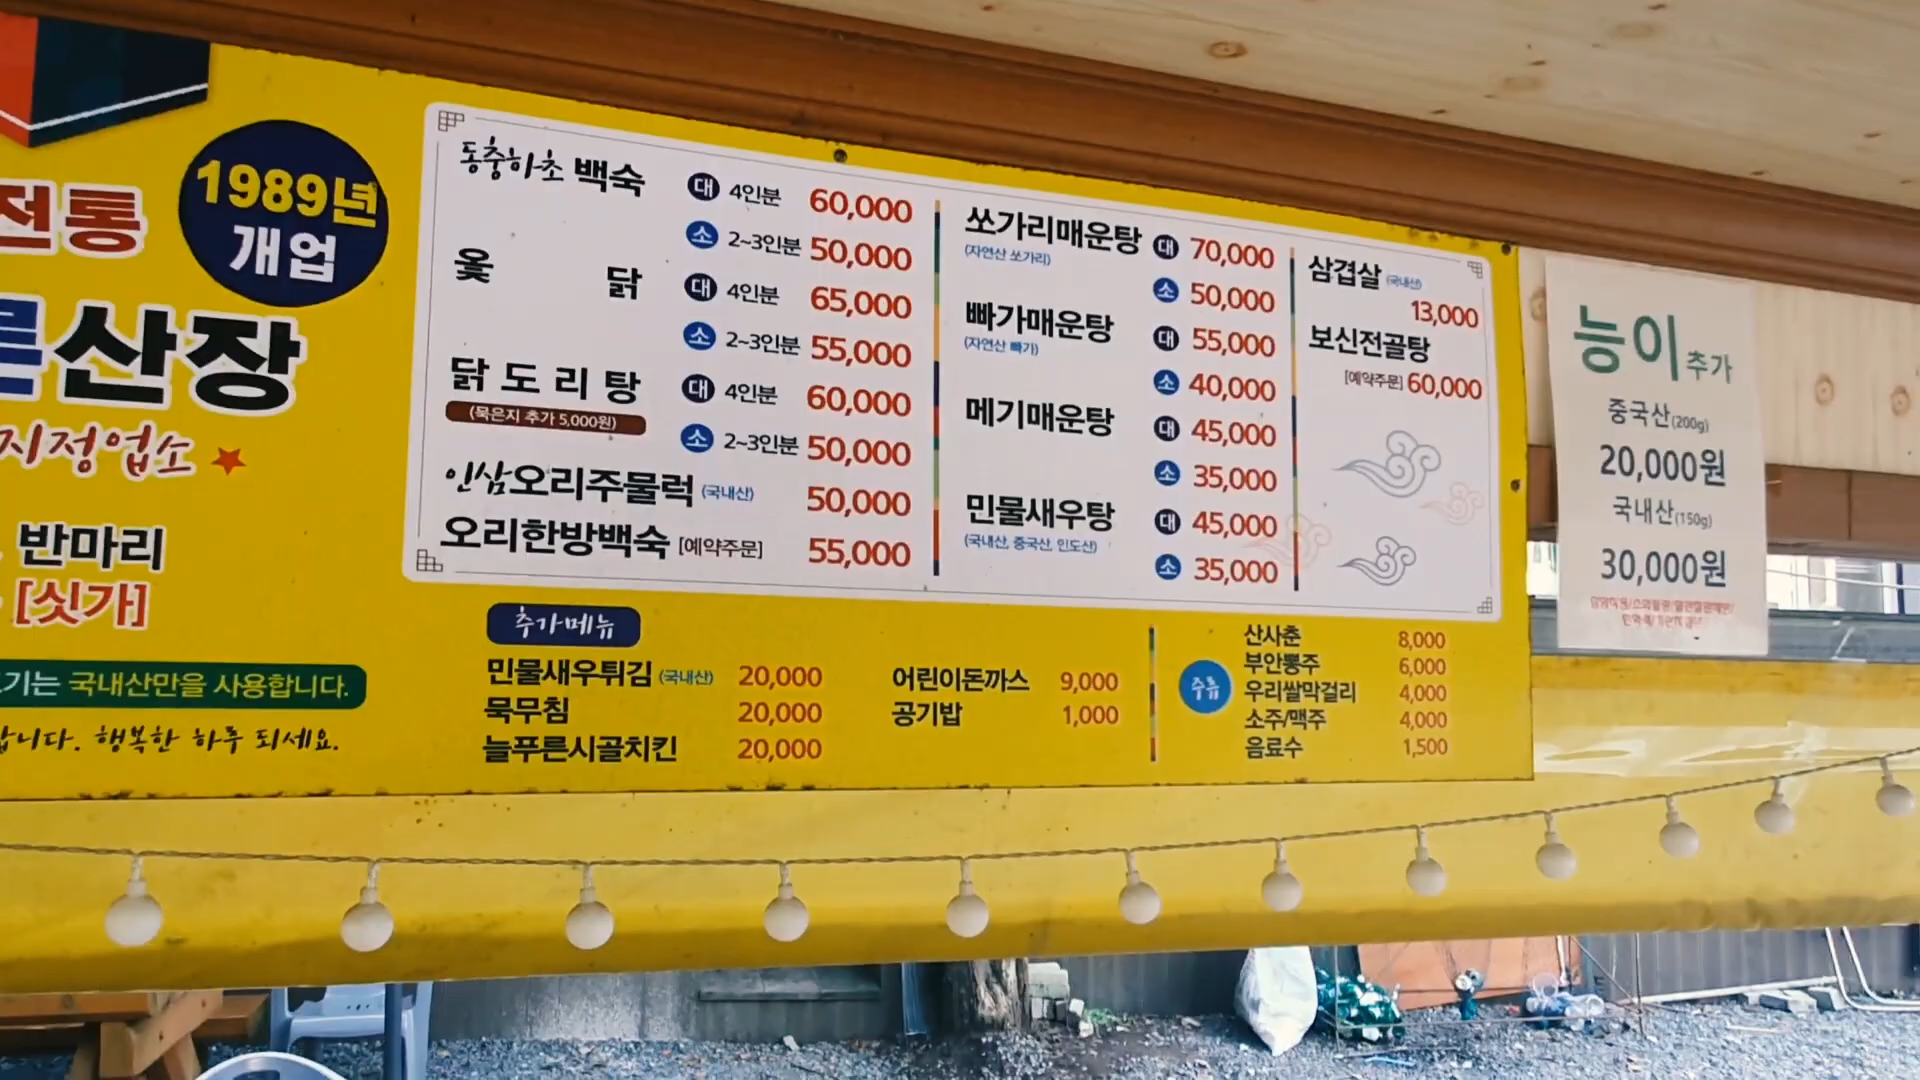 전통
1989년
개업
른산장
지정업소
반마리
[싯가]
기는 국내산만을 사용합니다.
합니다. 행복한 하루 되세요.
동충하초 백숙 대 4인분 60,000
소 2~3인분 50,000
옻 닭 대 4인분 65,000
소 2~3인분 55,000
닭도리탕 대 4인분 60,000
(묵은지 추가 5,000원)
소 2~3인분 50,000
인삼오리주물럭 (국내산) 50,000
오리한방백숙 [예약주문] 55,000
쏘가리매운탕 대 70,000
(자연산 쏘가리)
소 50,000
빠가매운탕 대 55,000
(자연산 빠가)
소 40,000
메기매운탕 대 45,000
소 35,000
민물새우탕 대 45,000
(국내산, 중국산, 인도산)
소 35,000
삼겹살 (국내산)
13,000
보신전골탕
[예약주문] 60,000
추가메뉴
민물새우튀김 (국내산) 20,000
묵무침 20,000
늘푸른시골치킨 20,000
어린이돈까스 9,000
공기밥 1,000
주류
산사춘 8,000
부안뽕주 6,000
우리쌀막걸리 4,000
소주/맥주 4,000
음료수 1,500
능이추가
중국산(200g)
20,000원
국내산(150g)
30,000원